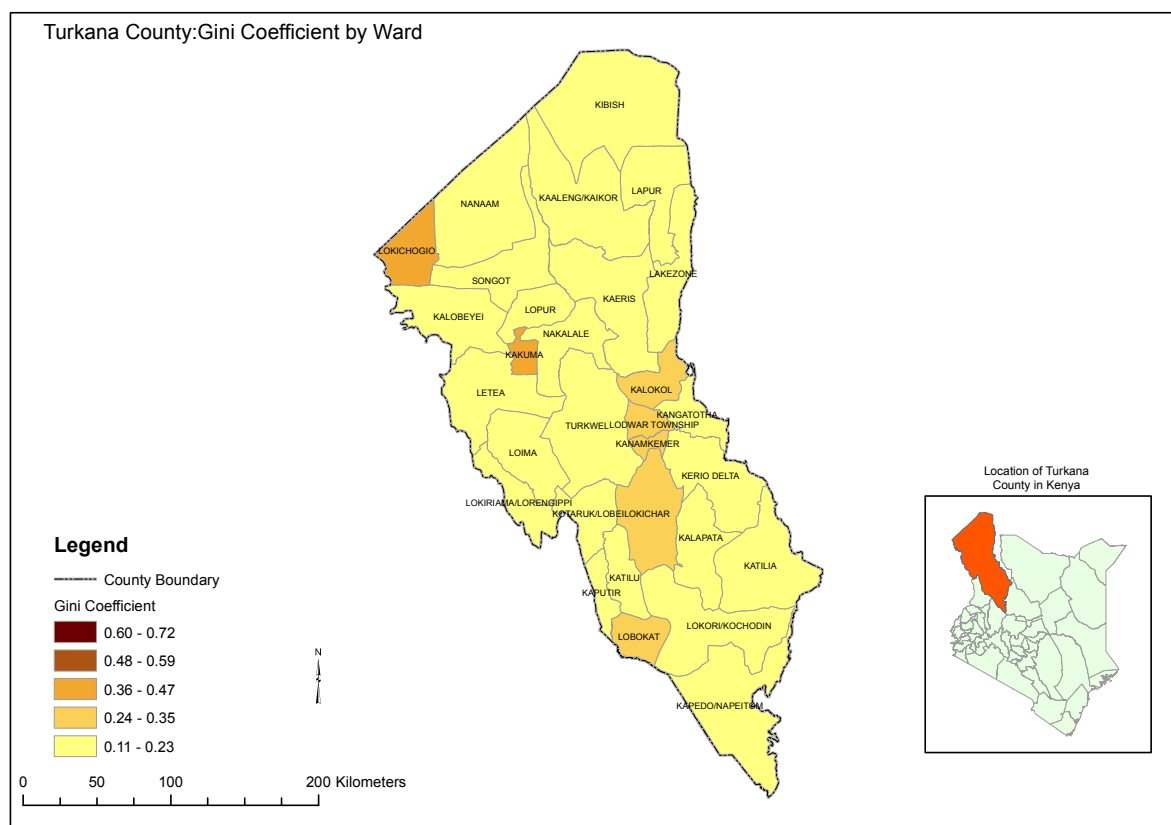 Turkana County:Gini Coefficient by Ward
KIBISH
LAPUR
KAALENG/KAIKOR
NANAAM
LOKICHOGIO
LAKEZONE
SONGOT
KAERIS
LOPUR
KALOBEYEI
NAKALALE
KAKUMA
LETEA
KALOKOL
KANGATOTHA
TURKWEL
LODWAR TOWNSHIP
KANAMKEMER
LOIMA
KERIO DELTA
LOKIRIAMA/LORENGIPPI
KOTARUK/LOBEI
LOKICHAR
KALAPATA
KATILIA
KATILU
KAPUTIR
LOKORI/KOCHODIN
LOBOKAT
KAPEDO/NAPEITOM
Location of Turkana
County in Kenya
Legend
County Boundary
Gini Coefficient
0.60 - 0.72
0.48 - 0.59
0.36 - 0.47
0.24 - 0.35
0.11 - 0.23
N
0 50 100 200 Kilometers